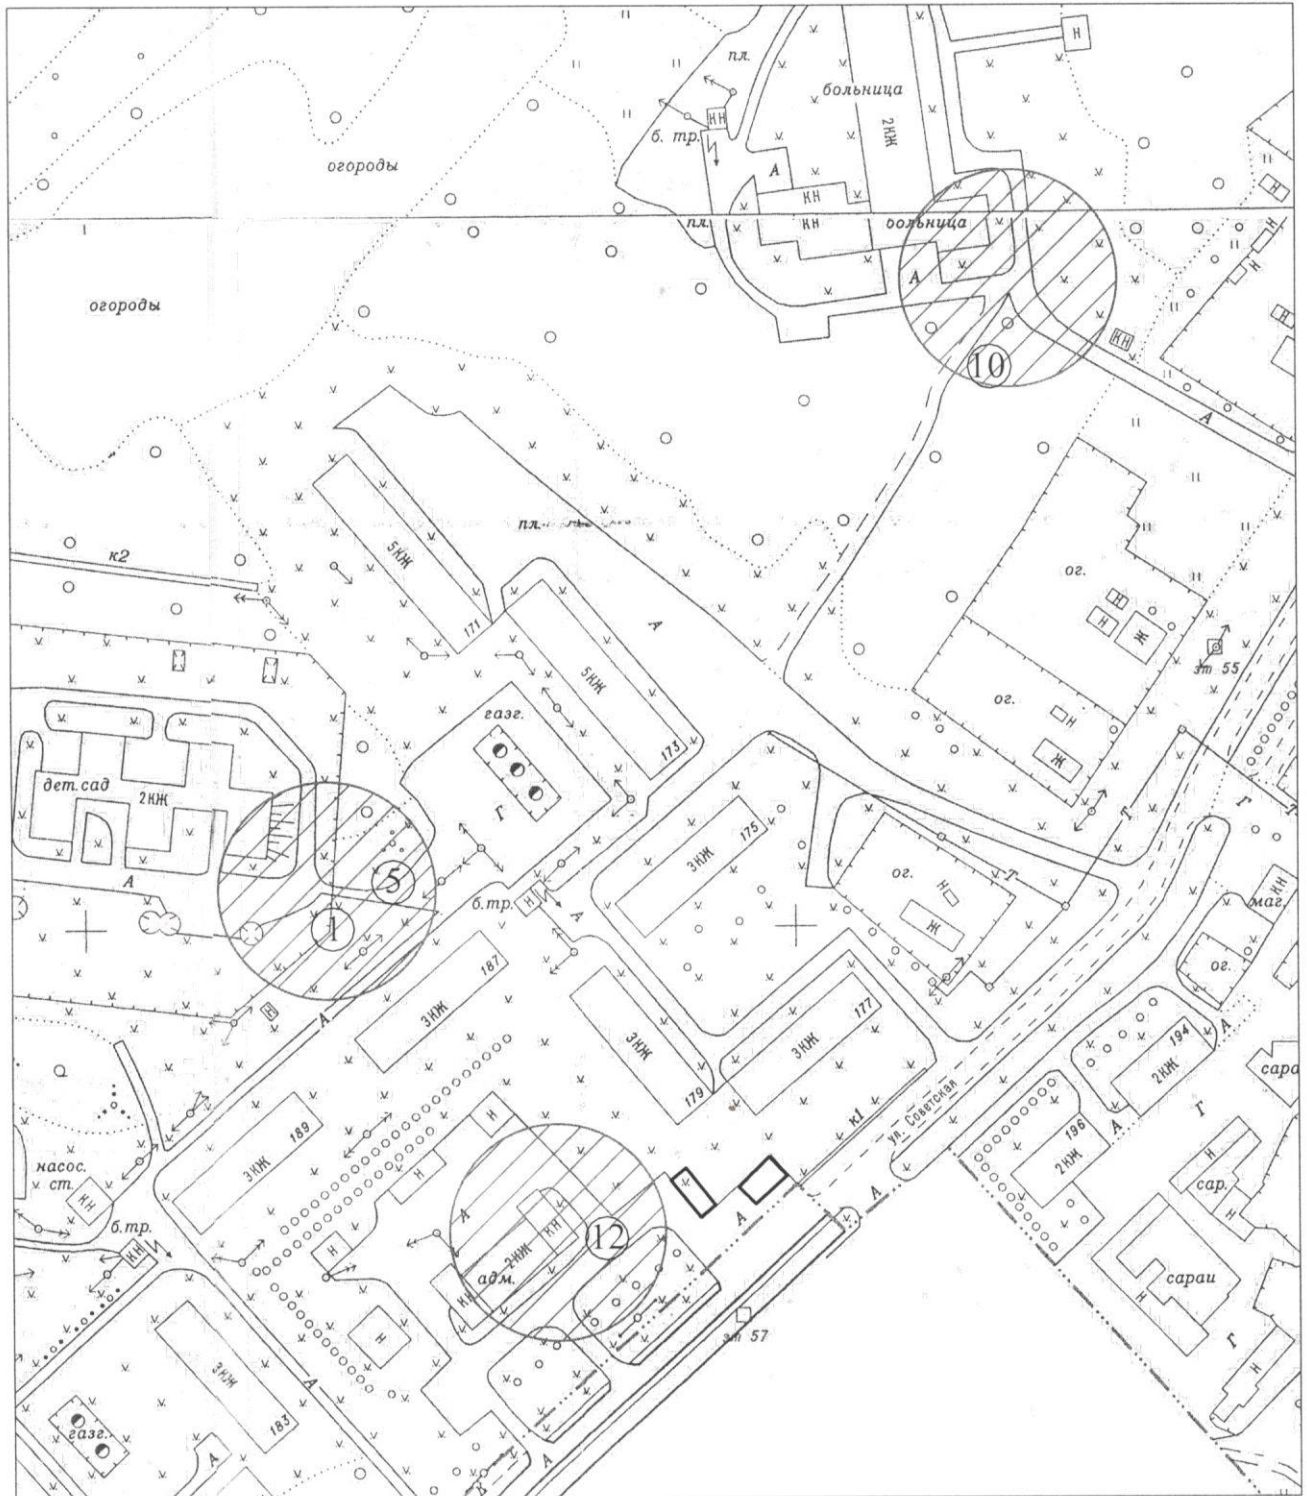 Н
пл.
больница
2КЖ
КН
б. тр.
А
огороды
КН
Н
пл.
КН
больница
Н
Н
А
огороды
Н
КН
10
А
5КЖ
пл.
к2
171
ог.
Н
А
Н
Ж
5КЖ
зт 55
газг.
ог.
Н
173
Ж
дет.сад
2КЖ
Г
Т
Г
Т
175
3КЖ
ог.
Т
Н
КН
маг.
А
5
б.тр.
Н
А
Ж
1
187
ог.
Н
А
3КЖ
3КЖ
177
3КЖ
194
А
2КЖ
сара
179
к1
ул. Советская
Г
189
3КЖ
Н
196
2КЖ
А
Н
насос.
ст.
КН
Н
сар.
Н
А
А
А
б.тр.
КН
Н
2КЖ
КН
12
адм.
КН
сараи
Н
Н
зт 57
Г
Н
3КЖ
А
183
газг.
А
А